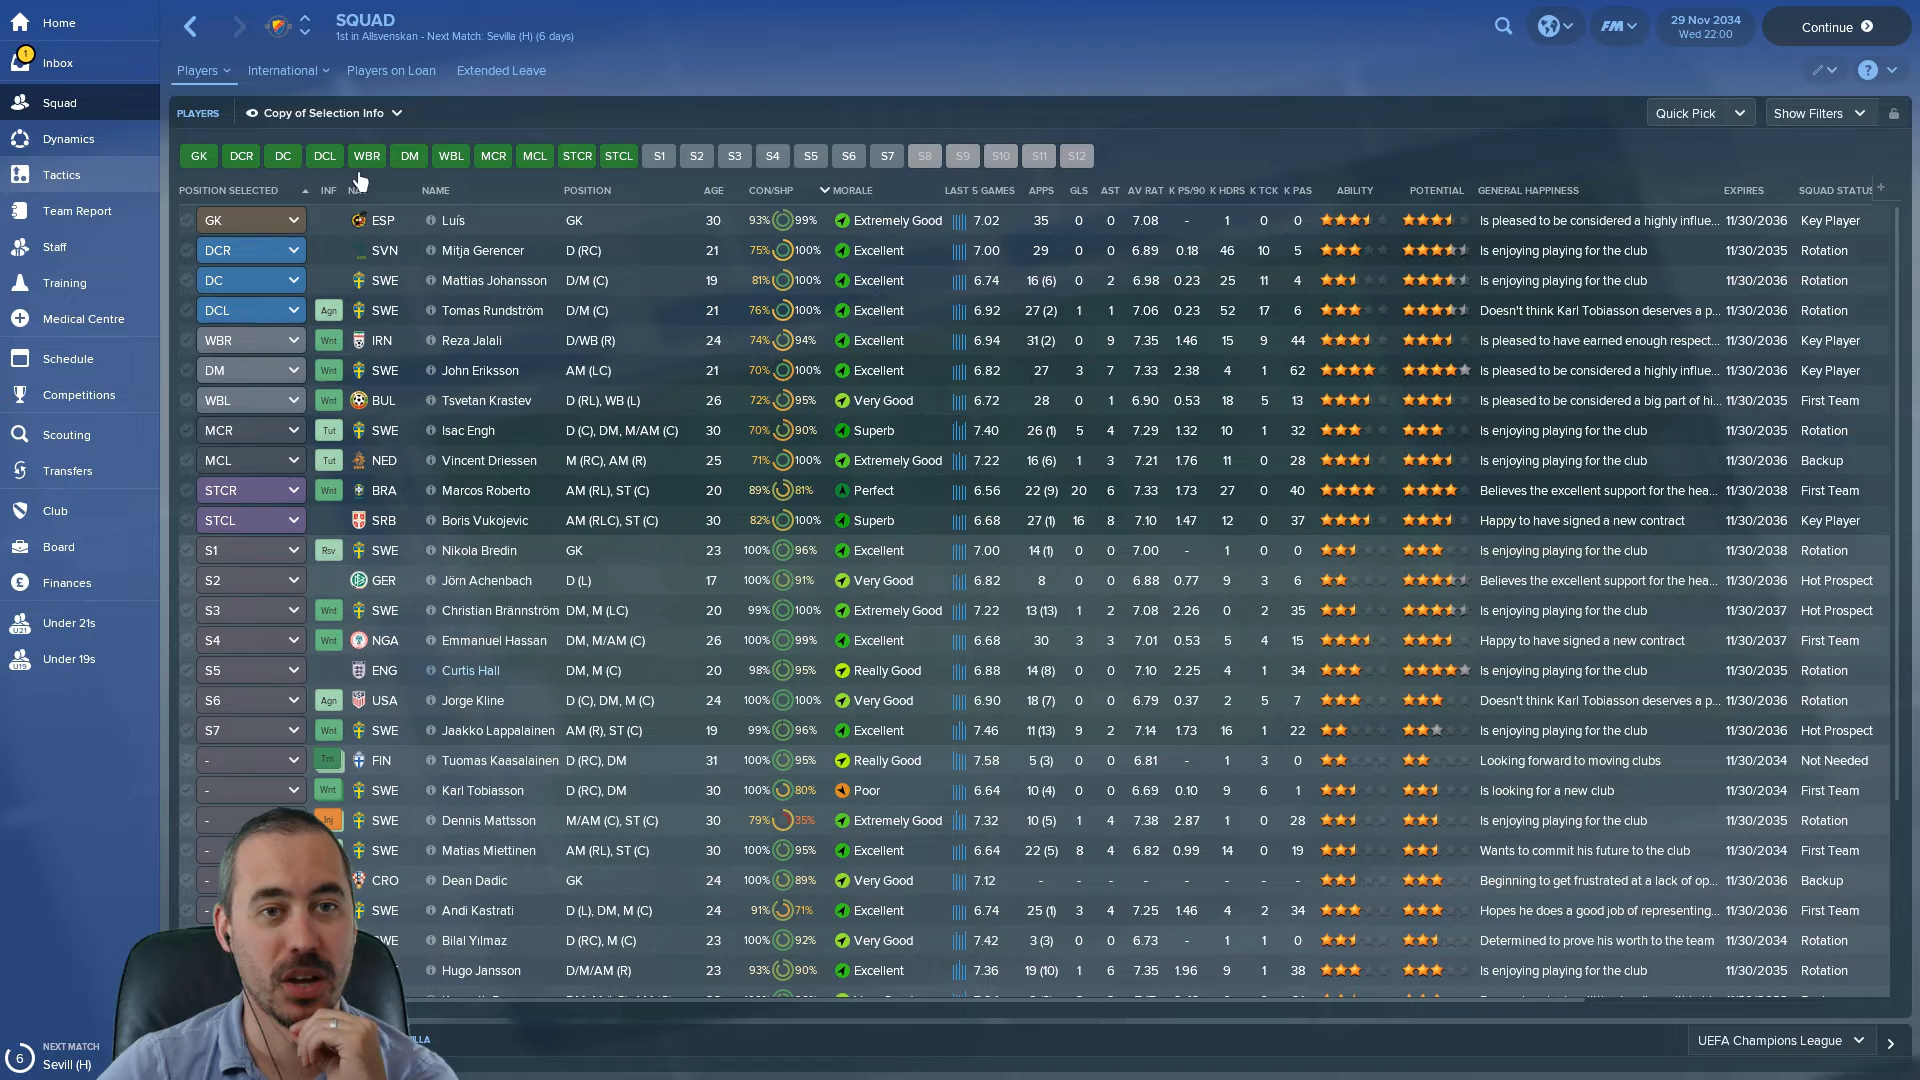 Home
1
Inbox
Squad
Dynamics
Tactics
Team Report
Staff
Training
Medical Centre
Schedule
Competitions
Scouting
Transfers
Club
Board
Finances
U21
Under 21s
U19
Under 19s
6
NEXT MATCH
Sevill (H)
SQUAD
1st in Allsvenskan - Next Match: Sevilla (H) (6 days)
FM
29 Nov 2034
Wed 22:00
Continue
Players International Players on Loan Extended Leave
?
PLAYERS Copy of Selection Info Quick Pick Show Filters
GK DCR DC DCL WBR DM WBL MCR MCL STCR STCL S1 S2 S3 S4 S5 S6 S7 S8 S9 S10 S11 S12
POSITION SELECTED INF NAME POSITION AGE CON/SHP MORALE LAST 5 GAMES APPS GLS AST AV RAT K PS/90 K HDRS K TCK K PAS ABILITY POTENTIAL GENERAL HAPPINESS EXPIRES SQUAD STATUS
GK ESP Luís GK 30 93% 99% Extremely Good 7.02 35 0 0 7.08 - 1 0 0 Is pleased to be considered a highly influe... 11/30/2036 Key Player
DCR SVN Mitja Gerencer D (RC) 21 75% 100% Excellent 7.00 29 0 0 6.89 0.18 46 10 5 Is enjoying playing for the club 11/30/2035 Rotation
DC SWE Mattias Johansson D/M (C) 19 81% 100% Excellent 6.74 16 (6) 0 2 6.98 0.23 25 11 4 Is enjoying playing for the club 11/30/2036 Rotation
DCL Agn SWE Tomas Rundström D/M (C) 21 76% 100% Excellent 6.92 27 (2) 1 1 7.06 0.23 52 17 6 Doesn't think Karl Tobiasson deserves a p... 11/30/2036 Rotation
WBR Wnt IRN Reza Jalali D/WB (R) 24 74% 94% Excellent 6.94 31 (2) 0 9 7.35 1.46 15 9 44 Is pleased to have earned enough respect... 11/30/2036 Key Player
DM Wnt SWE John Eriksson AM (LC) 21 70% 100% Excellent 6.82 27 3 7 7.33 2.38 4 1 62 Is pleased to be considered a highly influe... 11/30/2036 Key Player
WBL Wnt BUL Tsvetan Krastev D (RL), WB (L) 26 72% 95% Very Good 6.72 28 0 1 6.90 0.53 18 5 13 Is pleased to be considered a big part of hi... 11/30/2035 First Team
MCR Tut SWE Isac Engh D (C), DM, M/AM (C) 30 70% 90% Superb 7.40 26 (1) 5 4 7.29 1.32 10 1 32 Is enjoying playing for the club 11/30/2035 Rotation
MCL Tut NED Vincent Driessen M (RC), AM (R) 25 71% 100% Extremely Good 7.22 16 (6) 1 3 7.21 1.76 11 0 28 Is enjoying playing for the club 11/30/2036 Backup
STCR Wnt BRA Marcos Roberto AM (RL), ST (C) 20 89% 81% Perfect 6.56 22 (9) 20 6 7.33 1.73 27 0 40 Believes the excellent support for the hea... 11/30/2038 First Team
STCL SRB Boris Vukojevic AM (RLC), ST (C) 30 82% 100% Superb 6.68 27 (1) 16 8 7.10 1.47 12 0 37 Happy to have signed a new contract 11/30/2036 Key Player
S1 Rsv SWE Nikola Bredin GK 23 100% 96% Excellent 7.00 14 (1) 0 0 7.00 - 1 0 0 Is enjoying playing for the club 11/30/2038 Rotation
S2 GER Jörn Achenbach D (L) 17 100% 91% Very Good 6.82 8 0 0 6.88 0.77 9 3 6 Believes the excellent support for the hea... 11/30/2036 Hot Prospect
S3 Wnt SWE Christian Brännström DM, M (LC) 20 99% 100% Extremely Good 7.22 13 (13) 1 2 7.08 2.26 0 2 35 Is enjoying playing for the club 11/30/2037 Hot Prospect
S4 Wnt NGA Emmanuel Hassan DM, M/AM (C) 26 100% 99% Excellent 6.68 30 3 3 7.01 0.53 5 4 15 Happy to have signed a new contract 11/30/2037 First Team
S5 ENG Curtis Hall DM, M (C) 20 98% 95% Really Good 6.88 14 (8) 0 0 7.10 2.25 4 1 34 Is enjoying playing for the club 11/30/2035 Rotation
S6 Agn USA Jorge Kline D (C), DM, M (C) 24 100% 100% Very Good 6.90 18 (7) 0 0 6.79 0.37 2 5 7 Doesn't think Karl Tobiasson deserves a p... 11/30/2035 Rotation
S7 Wnt SWE Jaakko Lappalainen AM (R), ST (C) 19 99% 96% Excellent 7.46 11 (13) 9 2 7.14 1.73 16 1 22 Is enjoying playing for the club 11/30/2036 Hot Prospect
- Trn FIN Tuomas Kaasalainen D (RC), DM 31 100% 95% Really Good 7.58 5 (3) 0 0 6.81 - 1 3 0 Looking forward to moving clubs 11/30/2034 Not Needed
- Wnt SWE Karl Tobiasson D (RC), DM 30 100% 80% Poor 6.64 10 (4) 0 0 6.69 0.10 9 6 1 Is looking for a new club 11/30/2034 First Team
- Inj SWE Dennis Mattsson M/AM (C), ST (C) 30 79% 35% Extremely Good 7.32 10 (5) 1 4 7.38 2.87 1 0 28 Is enjoying playing for the club 11/30/2035 Rotation
- SWE Matias Miettinen AM (RL), ST (C) 30 100% 95% Excellent 6.64 22 (5) 8 4 6.82 0.99 14 0 19 Wants to commit his future to the club 11/30/2034 First Team
- CRO Dean Dadic GK 24 100% 89% Very Good 7.12 - - - - - - - - Beginning to get frustrated at a lack of op... 11/30/2036 Backup
- SWE Andi Kastrati D (L), DM, M (C) 24 91% 71% Excellent 6.74 25 (1) 3 4 7.25 1.46 4 2 34 Hopes he does a good job of representing... 11/30/2036 First Team
WE Bilal Yılmaz D (RC), M (C) 23 100% 92% Very Good 7.42 3 (3) 0 0 6.73 - 1 1 0 Determined to prove his worth to the team 11/30/2034 Rotation
Hugo Jansson D/M/AM (R) 23 93% 90% Excellent 7.36 19 (10) 1 6 7.35 1.96 9 1 38 Is enjoying playing for the club 11/30/2035 Rotation
ILLA
UEFA Champions League